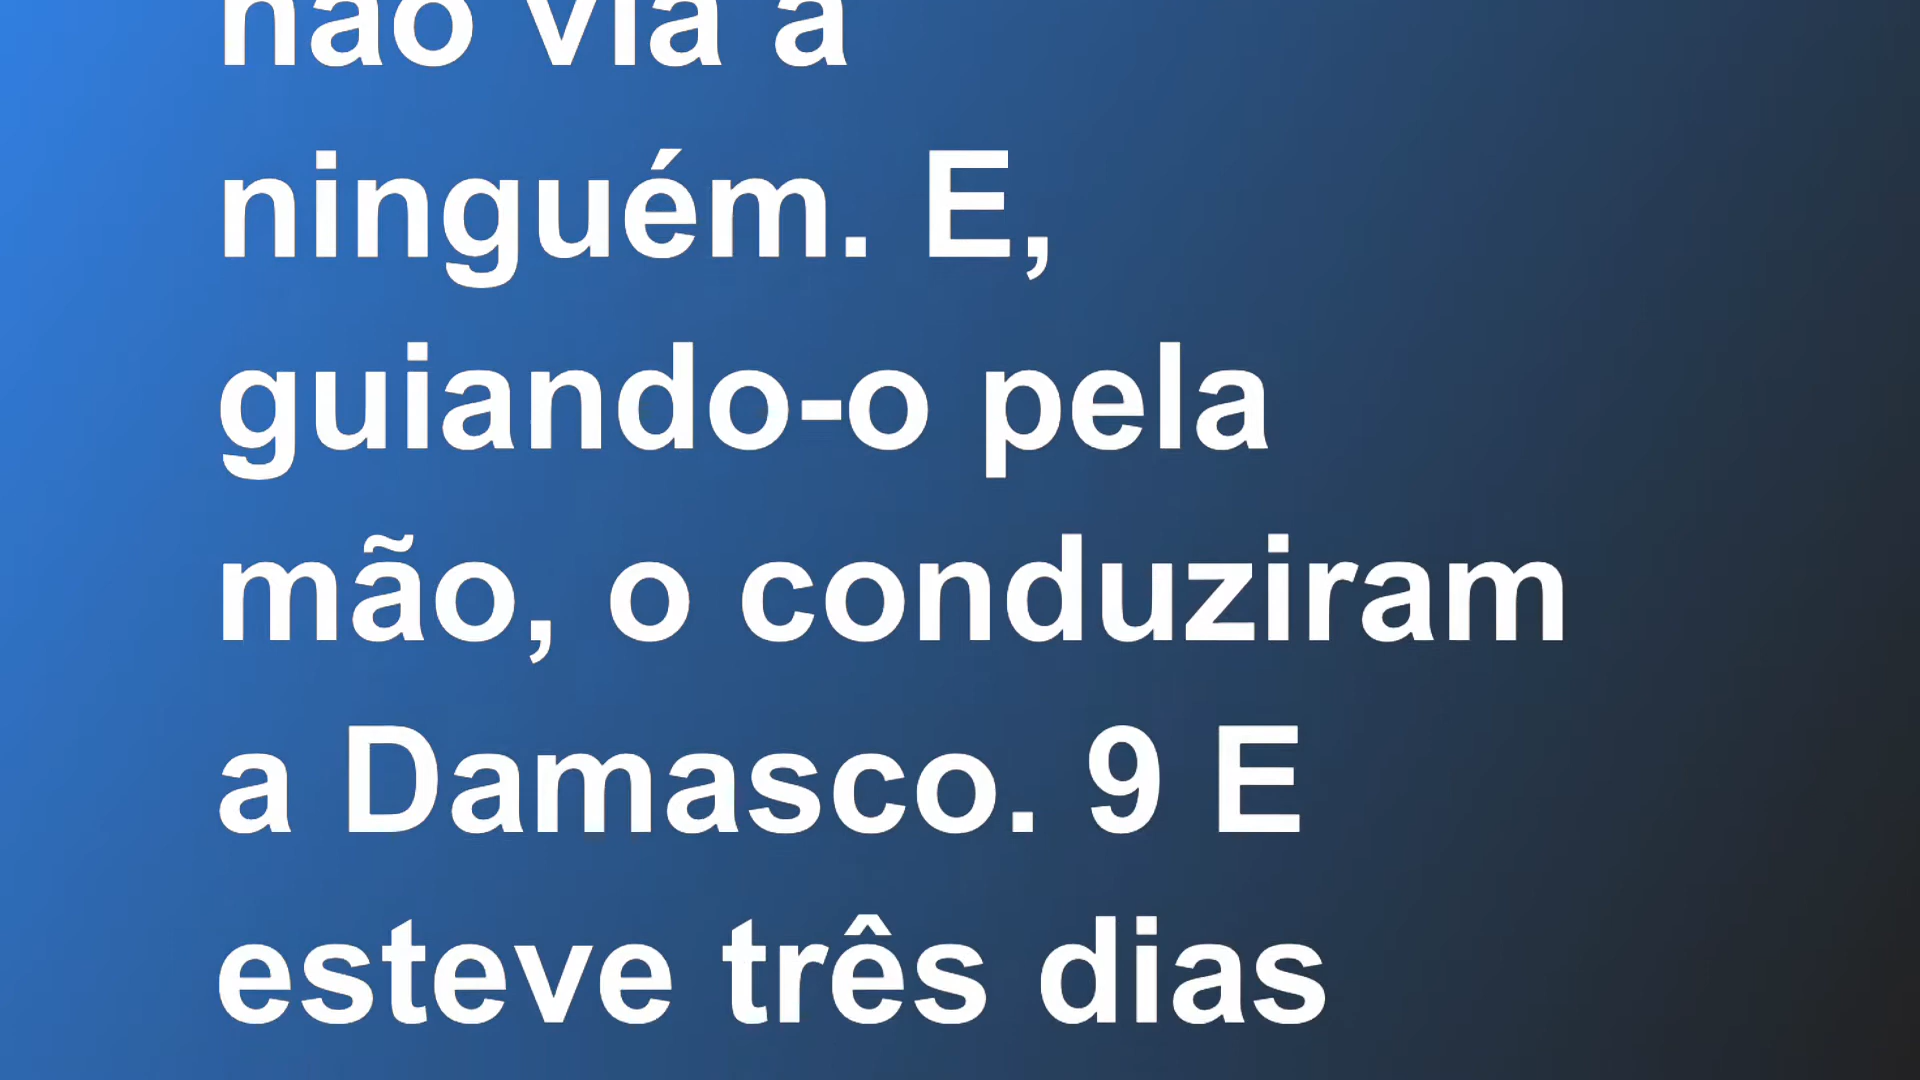 não via a
ninguém. E,
guiando-o pela
mão, o conduziram
a Damasco. 9 E
esteve três dias